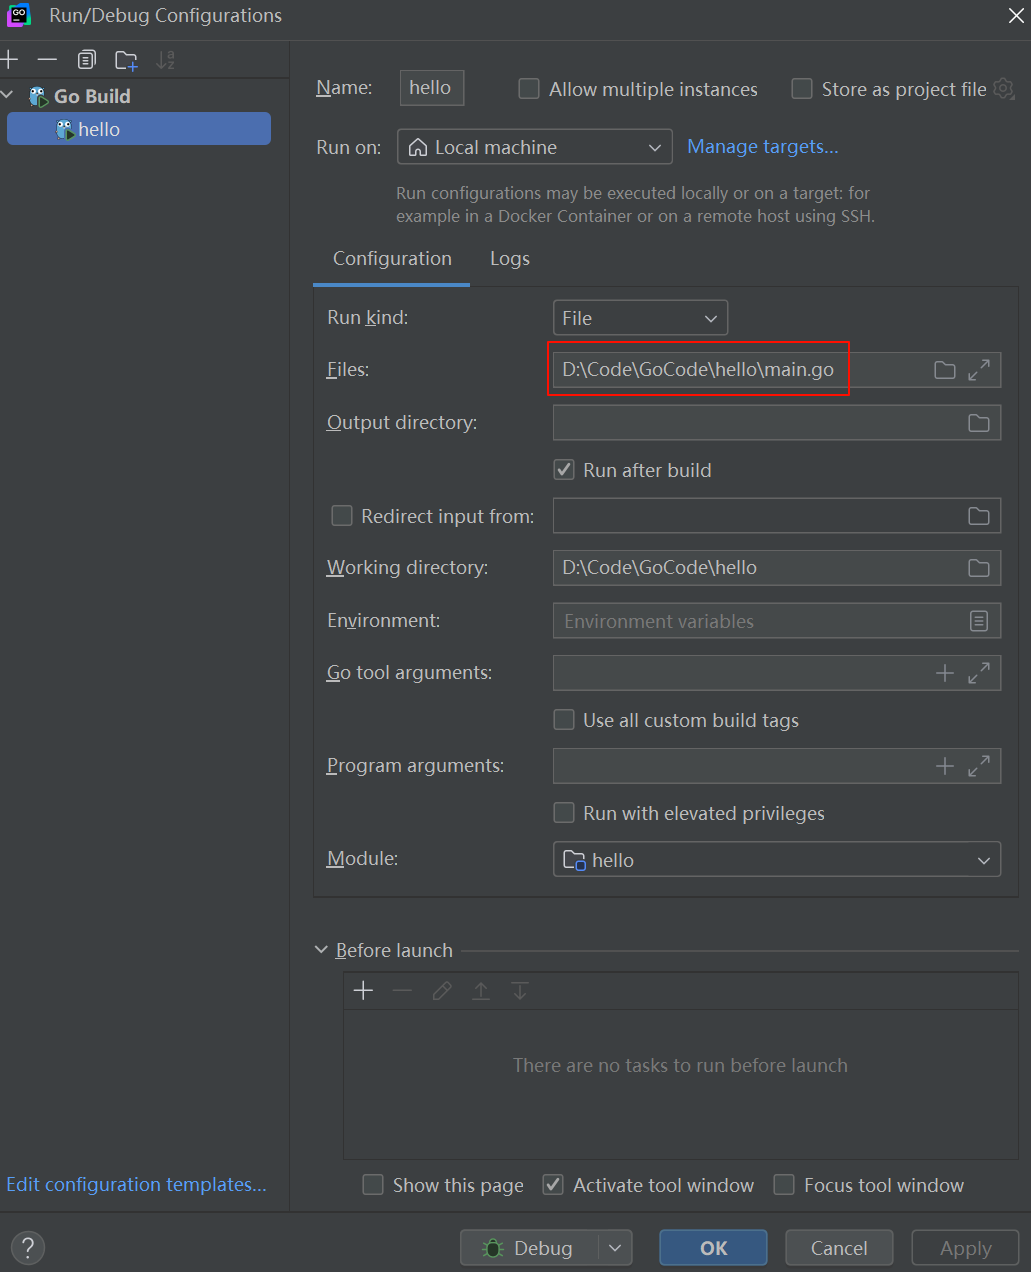 GO
Run/Debug Configurations
Go Build
hello
Name:
hello
Allow multiple instances
Store as project file
Run on:
Local machine
Manage targets...
Run configurations may be executed locally or on a target: for
example in a Docker Container or on a remote host using SSH.
Configuration
Logs
Run kind:
File
Files:
D:\Code\GoCode\hello\main.go
Output directory:
Run after build
Redirect input from:
Working directory:
D:\Code\GoCode\hello
Environment:
Environment variables
Go tool arguments:
Use all custom build tags
Program arguments:
Run with elevated privileges
Module:
hello
Before launch
There are no tasks to run before launch
Edit configuration templates...
Show this page
Activate tool window
Focus tool window
?
Debug
OK
Cancel
Apply